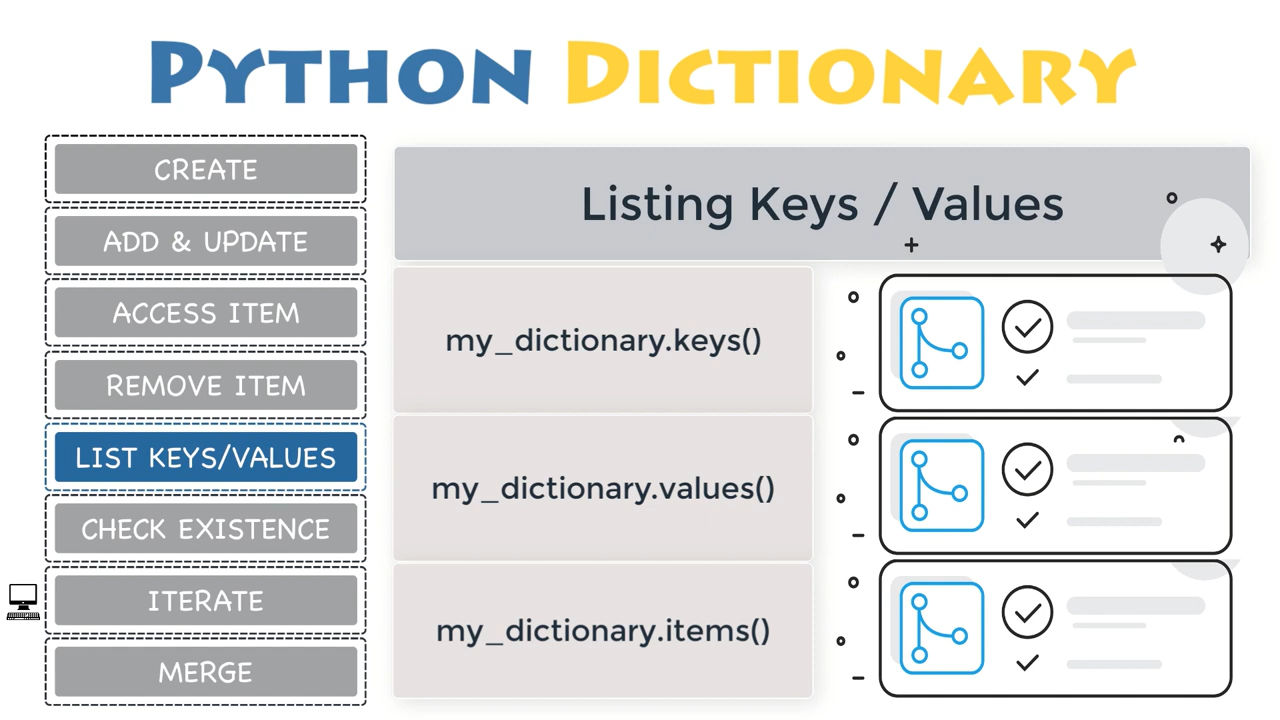 PYTHON DICTIONARY
CREATE
ADD & UPDATE
ACCESS ITEM
REMOVE ITEM
LIST KEYS/VALUES
CHECK EXISTENCE
ITERATE
MERGE
Listing Keys / Values
my_dictionary.keys()
my_dictionary.values()
my_dictionary.items()